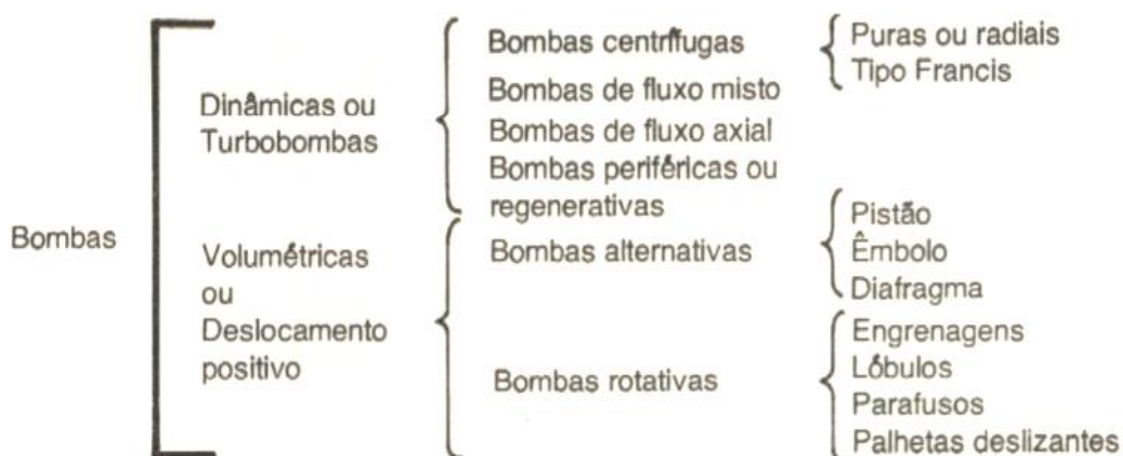 Bombas
Dinâmicas ou
Turbobombas
Bombas centrífugas
Puras ou radiais
Tipo Francis
Bombas de fluxo misto
Bombas de fluxo axial
Bombas periféricas ou
regenerativas
Volumétricas
ou
Deslocamento
positivo
Bombas alternativas
Pistão
Êmbolo
Diafragma
Bombas rotativas
Engrenagens
Lóbulos
Parafusos
Palhetas deslizantes